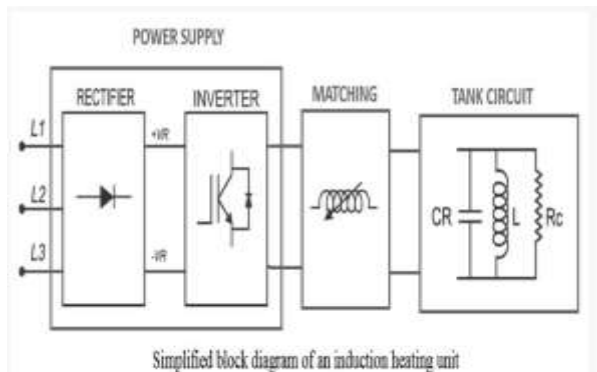 POWER SUPPLY
RECTIFIER
INVERTER
MATCHING
TANK CIRCUIT
L1
+VR
L2
L3
-VR
CR
L
Rc
Simplified block diagram of an induction heating unit